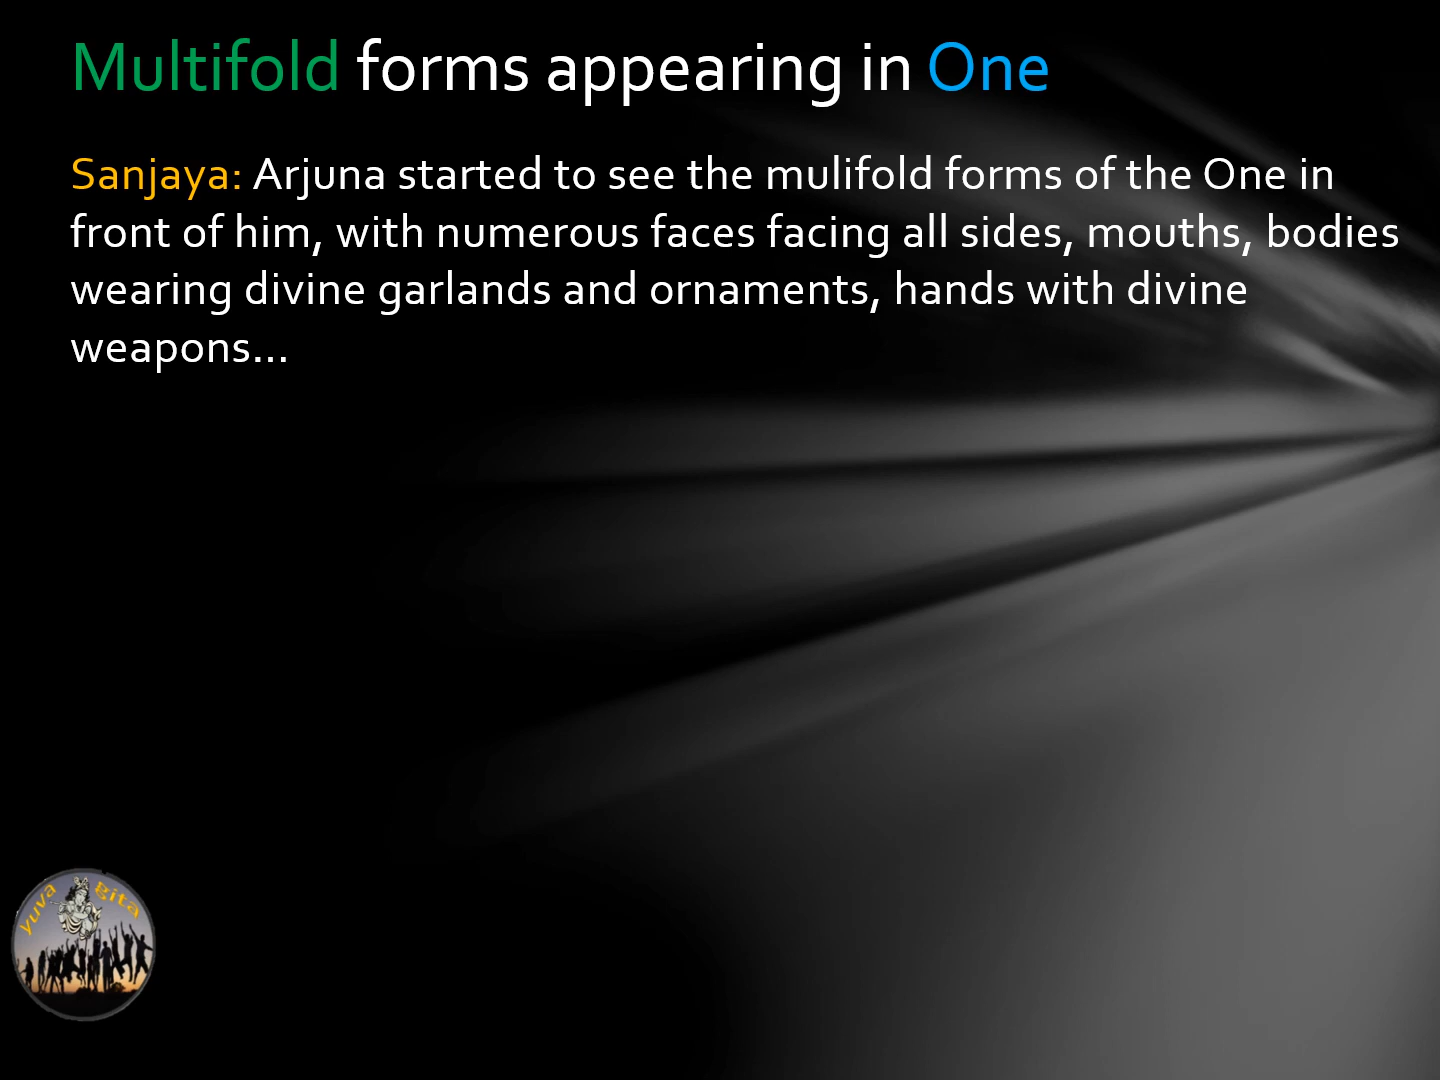 Multifold forms appearing in One
Sanjaya: Arjuna started to see the mulifold forms of the One in
front of him, with numerous faces facing all sides, mouths, bodies
wearing divine garlands and ornaments, hands with divine
weapons...
yuva gita